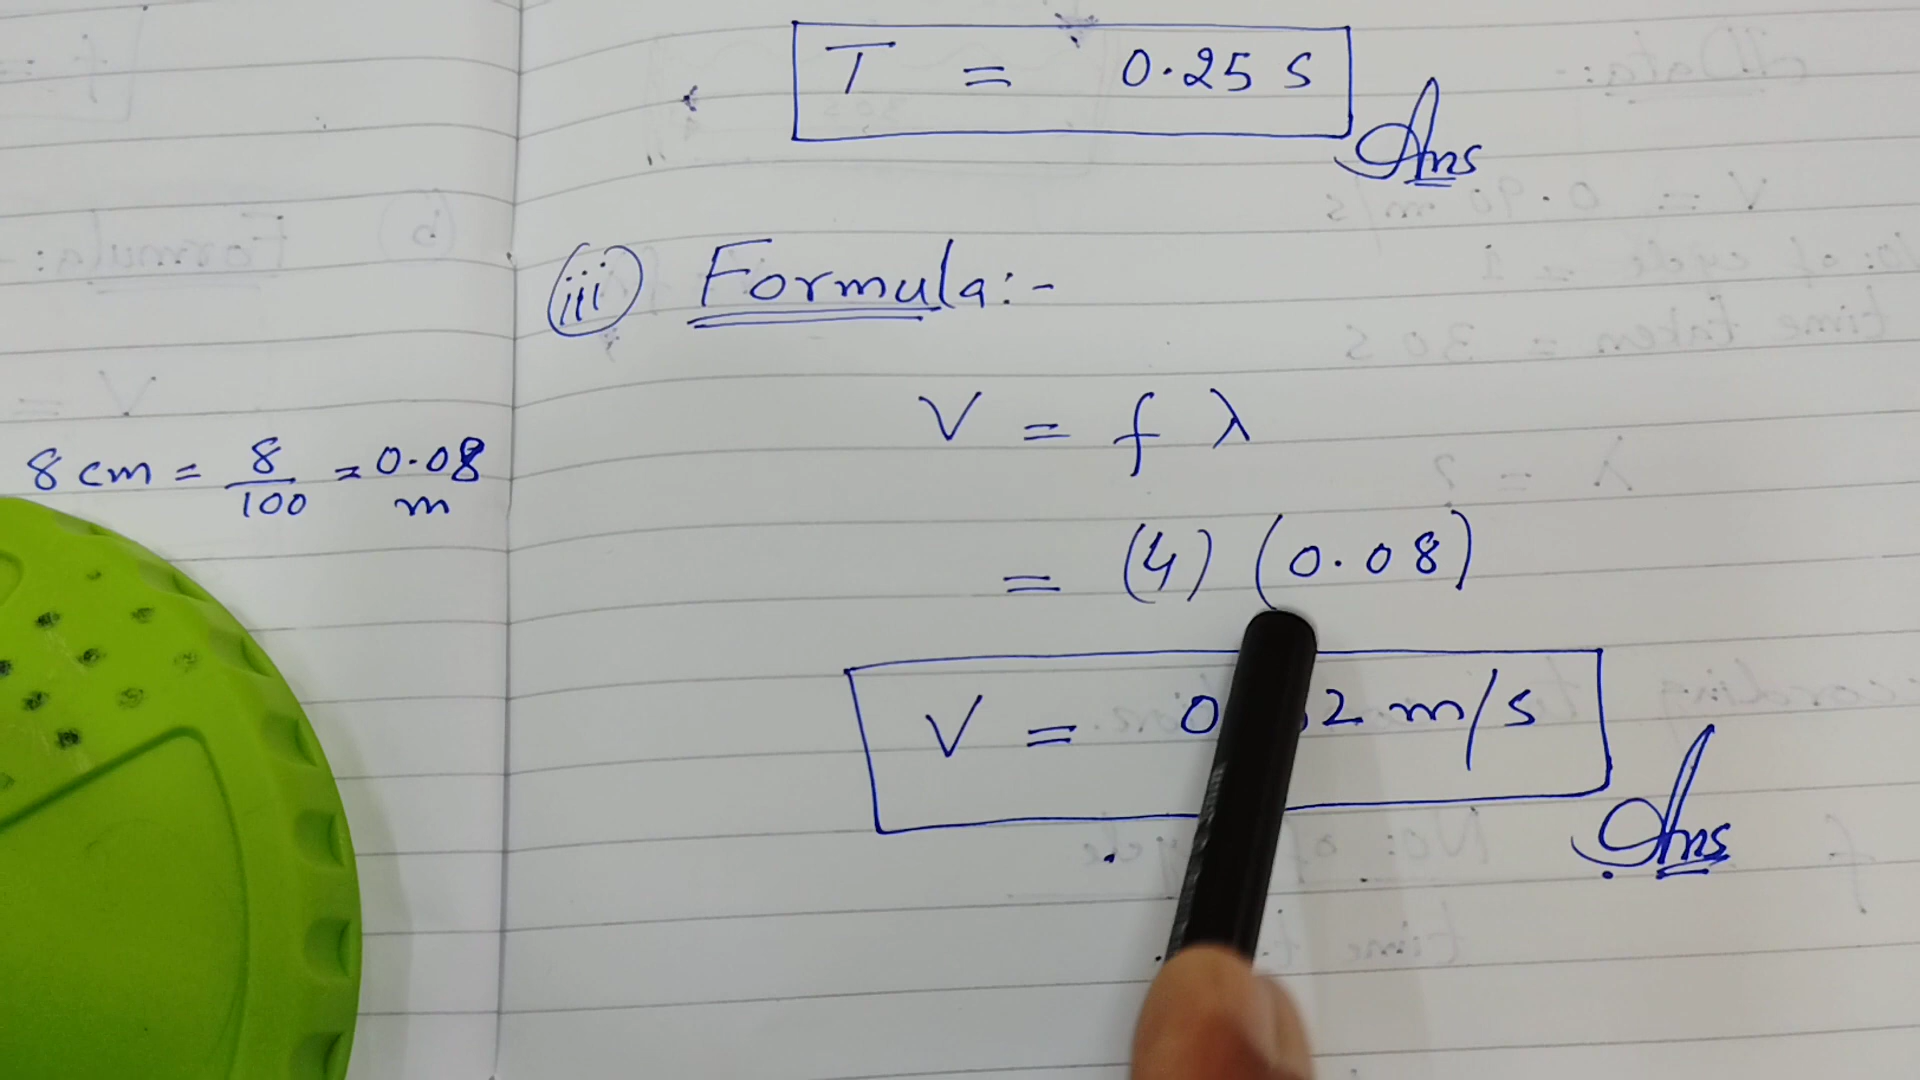 T = 0.25 s
Ans
(iii) Formula:-
V = f λ
8 cm = 8/100 = 0.08 m
= (4) (0.08)
V = 0 2 m/s
Ans